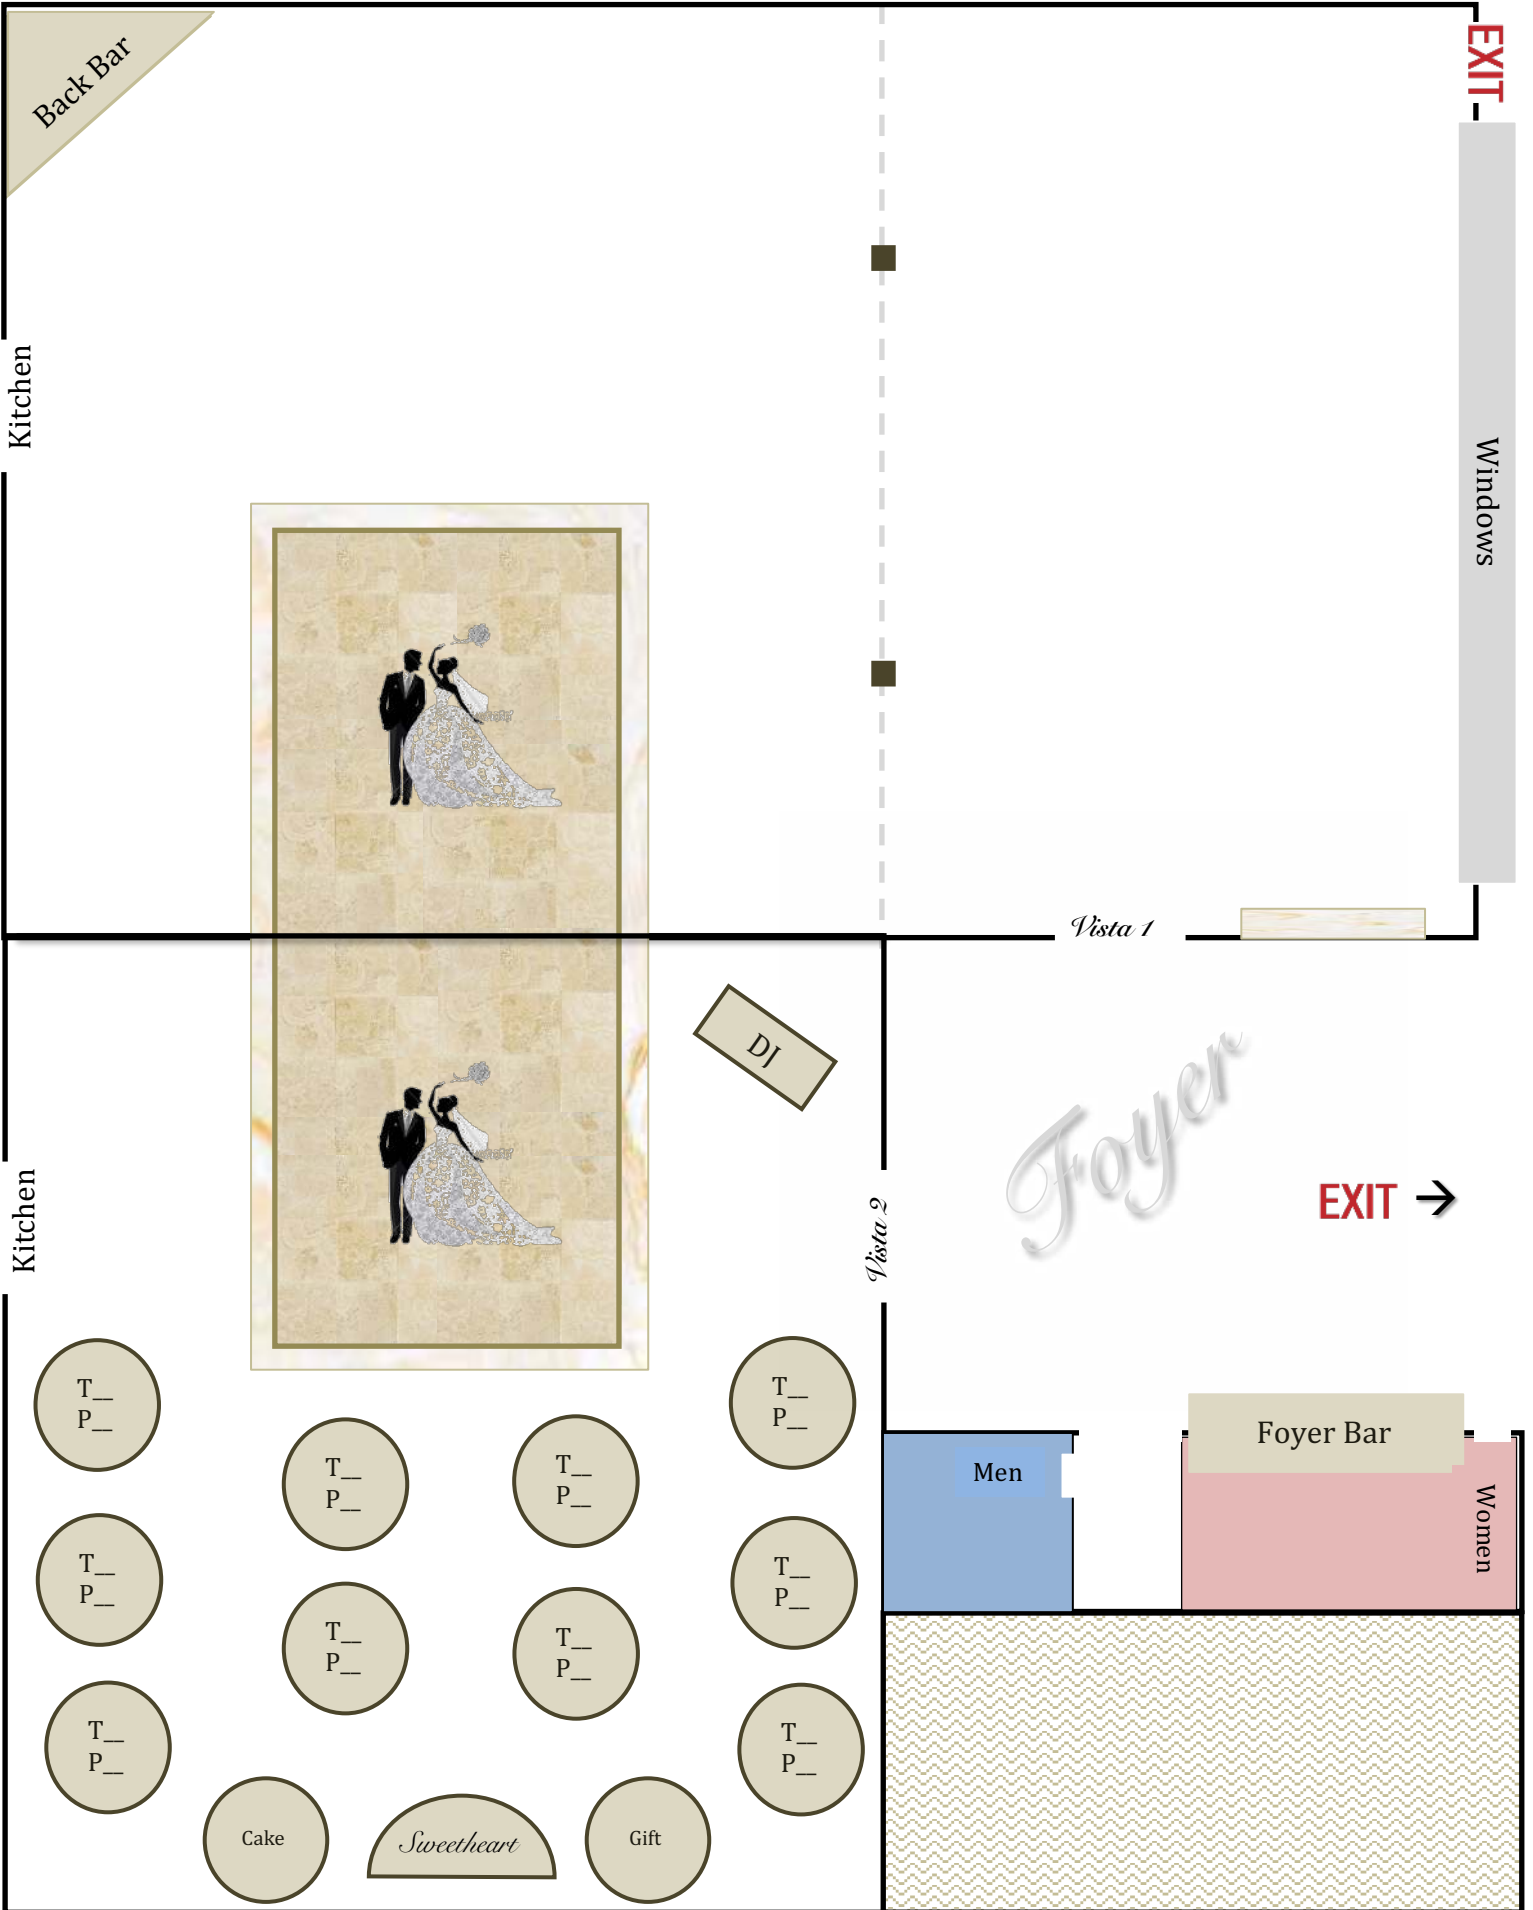 Back Bar
EXIT
Kitchen
Windows
Vista 1
DJ
Foyer
Kitchen
Vista 2
EXIT →
T__
P__
T__
P__
T__
P__
T__
P__
Foyer Bar
Men
Women
T__
P__
T__
P__
T__
P__
T__
P__
T__
P__
T__
P__
Cake
Sweetheart
Gift